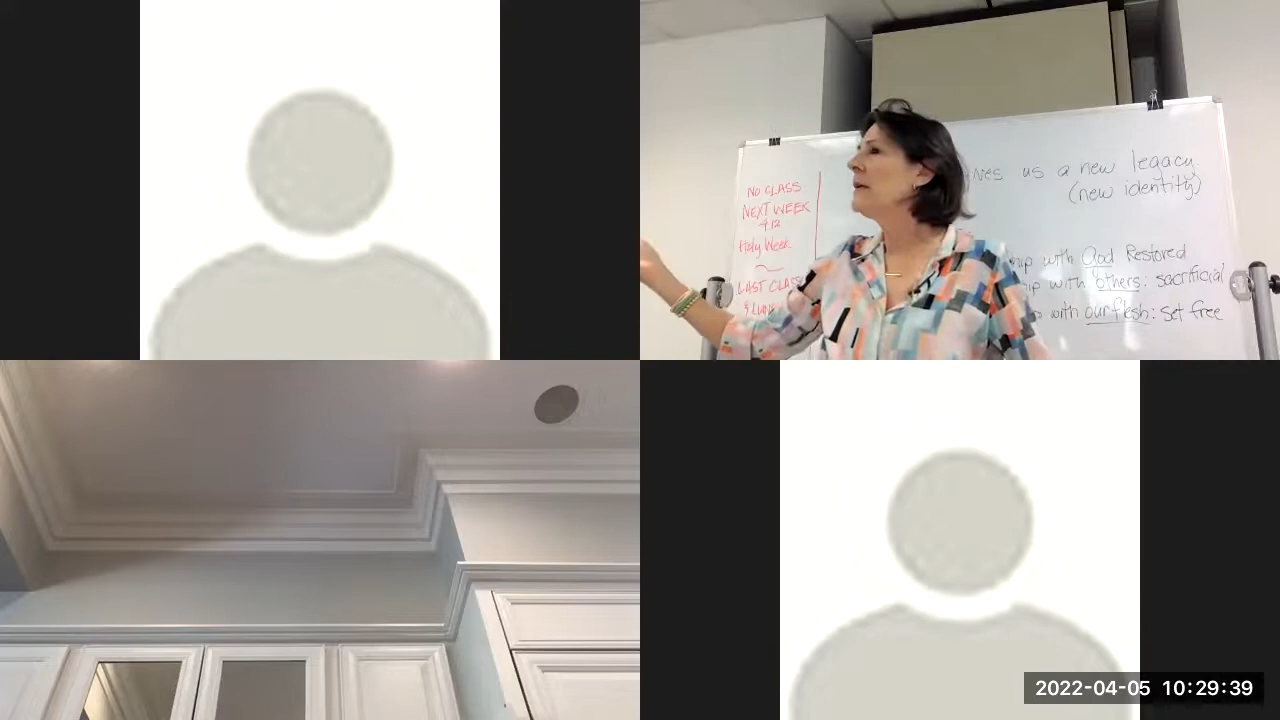 NO CLASS
NEXT WEEK
4/12
Holy Week
LAST CLASS
us a new legacy
(new identity)
with God Restored
with others: sacrificial
with our flesh: set free
2022-04-05 10:29:39